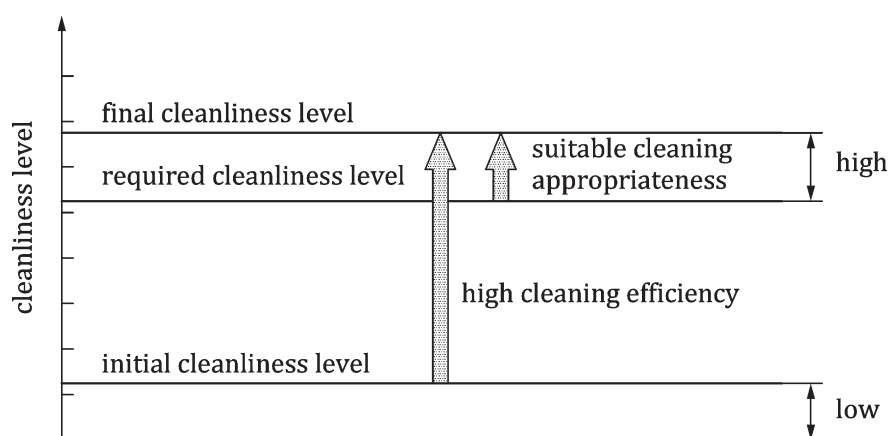 final cleanliness level
required cleanliness level
suitable cleaning
appropriateness
high
cleanliness level
high cleaning efficiency
initial cleanliness level
low